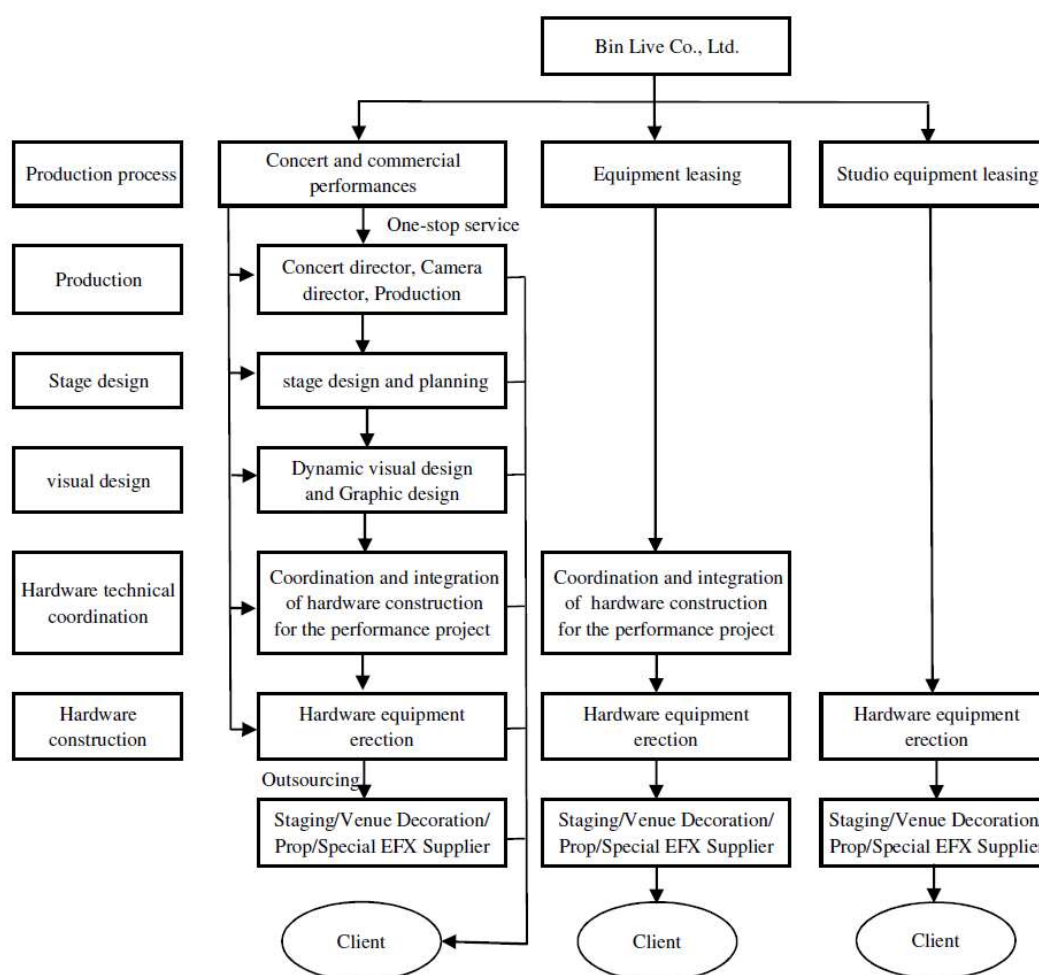 Bin Live Co., Ltd.
Production process
Concert and commercial
performances
Equipment leasing
Studio equipment leasing
One-stop service
Production
Concert director, Camera
director, Production
Stage design
stage design and planning
visual design
Dynamic visual design
and Graphic design
Hardware technical
coordination
Coordination and integration
of hardware construction
for the performance project
Coordination and integration
of hardware construction
for the performance project
Hardware
construction
Hardware equipment
erection
Hardware equipment
erection
Hardware equipment
erection
Outsourcing
Staging/Venue Decoration/
Prop/Special EFX Supplier
Staging/Venue Decoration/
Prop/Special EFX Supplier
Staging/Venue Decoration/
Prop/Special EFX Supplier
Client
Client
Client